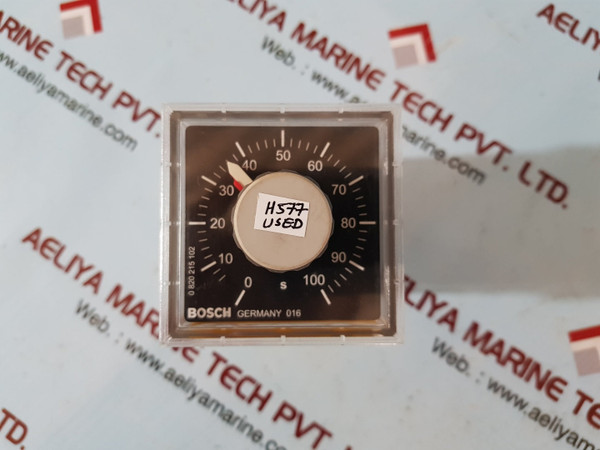 AELIYA MARINE TECH PVT. LTD.
Web. : www.aeliyamarine.com
50
40
60
30
70
20
80
10
90
0
s
100
H577
USED
0 820 215 102
BOSCH GERMANY 016
AELIYA MARINE TECH PVT. LTD.
Web. : www.aeliyamarine.com
AELIYA MARINE